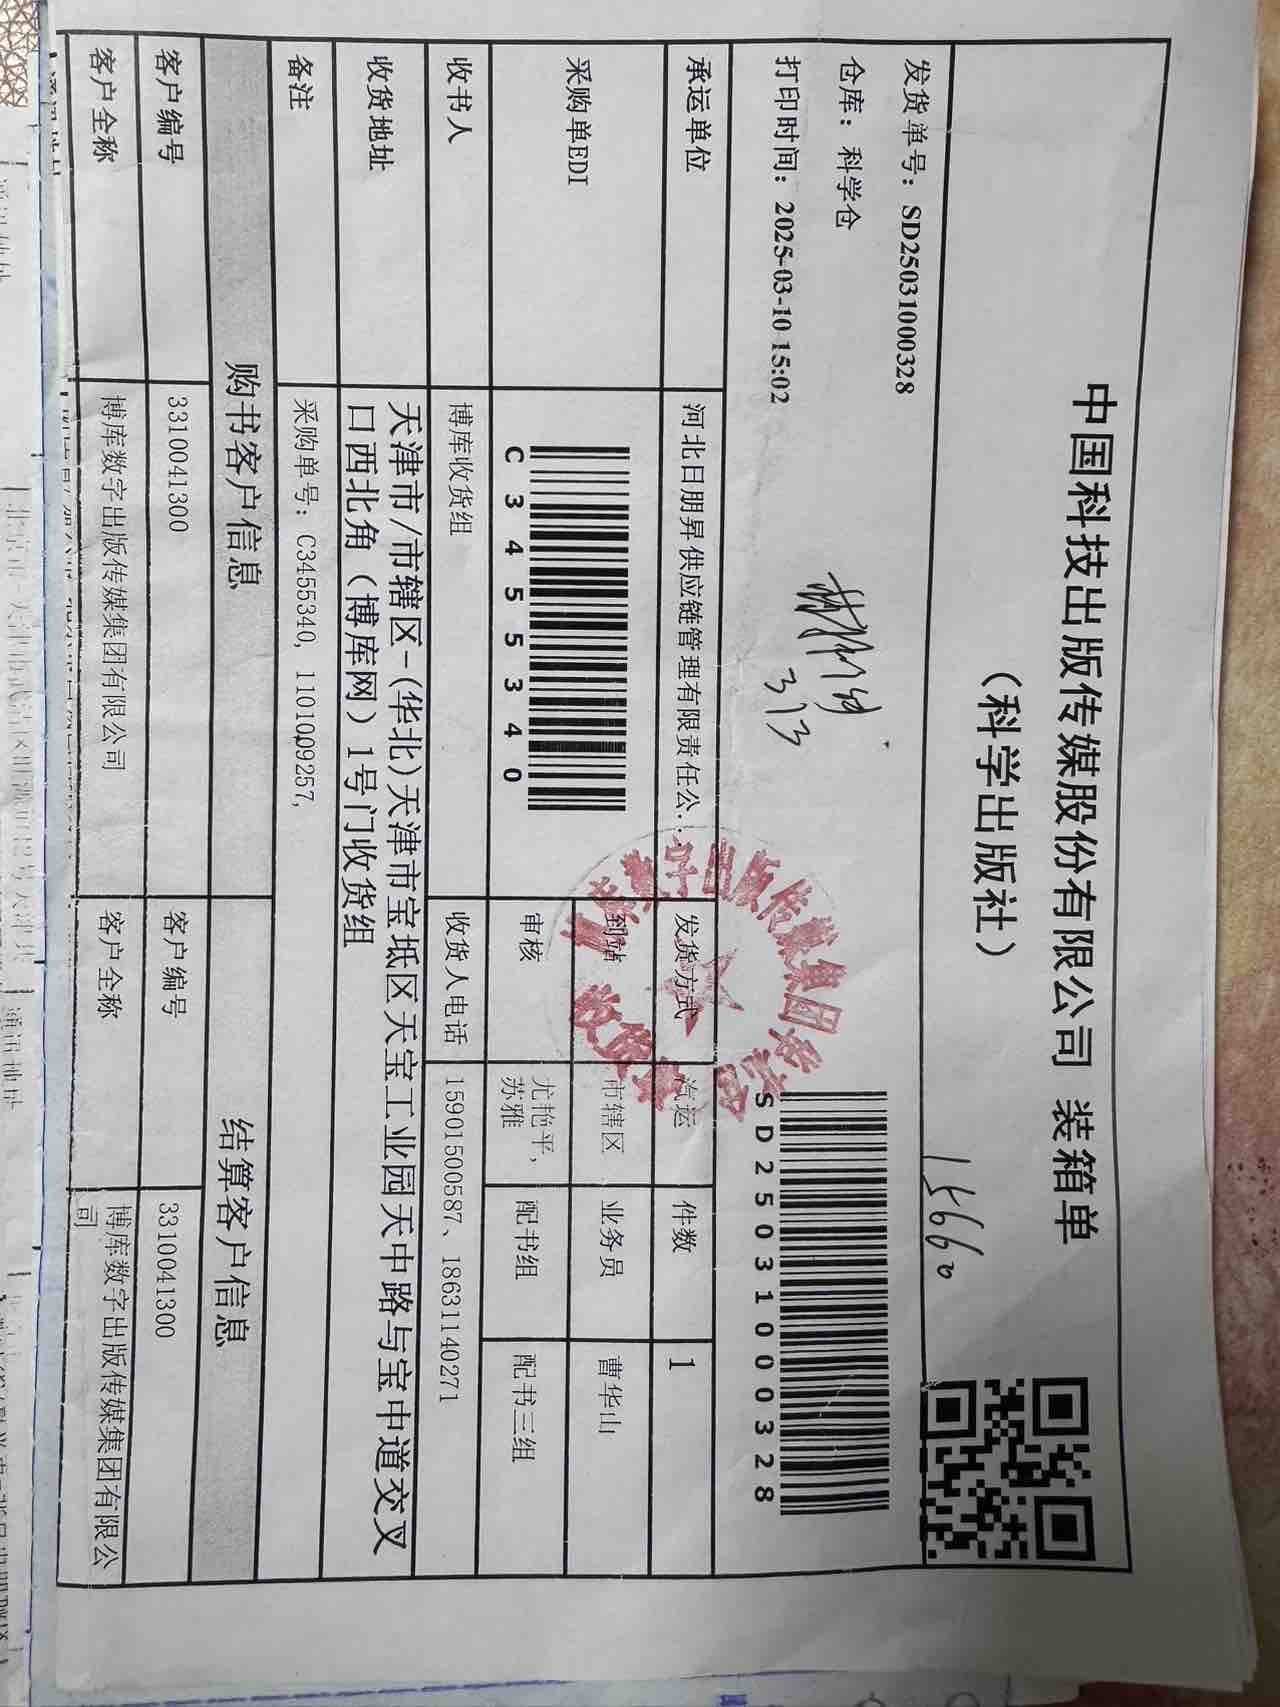 中国科技出版传媒股份有限公司 装箱单
（科学出版社）
15660
发货单号：SD25031000328
仓库：科学仓
打印时间：2025-03-10 15:02
3/3
SD25031000328
承运单位 河北日朋昇供应链管理有限责任公.. 发货方式 汽运 件数 1
采购单EDI C3455340 到站 市辖区 业务员 曹华山
审核 尤艳平，苏雅 配书组 配书三组
收书人 博库收货组 收货人电话 15901500587、18631140271
收货地址 天津市/市辖区-(华北)天津市宝坻区天宝工业园天中路与宝中道交叉
口西北角（博库网）1号门收货组
备注 采购单号：C3455340, 1101009257,
购书客户信息 结算客户信息
客户编号 3310041300 客户编号 3310041300
客户全称 博库数字出版传媒集团有限公司 客户全称 博库数字出版传媒集团有限公
司